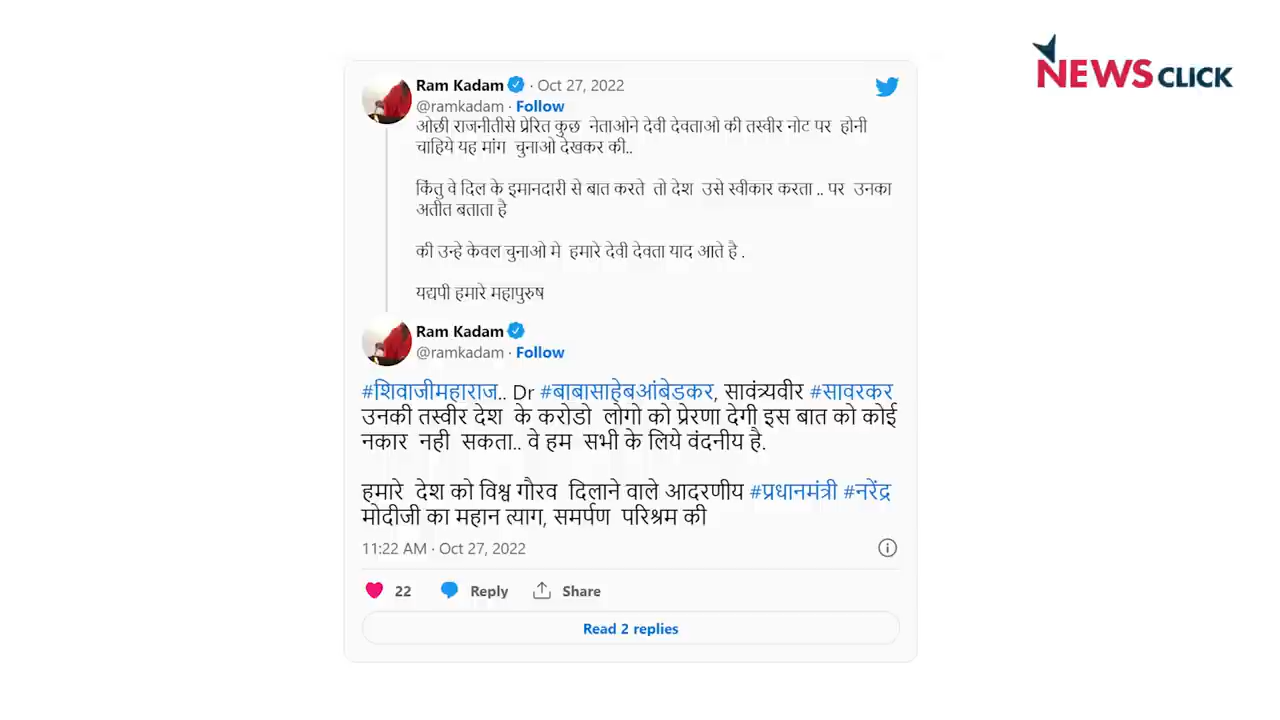 NEWS CLICK
Ram Kadam · Oct 27, 2022
@ramkadam · Follow
ओछी राजनीतीसे प्रेरित कुछ नेताओने देवी देवताओ की तस्वीर नोट पर होनी
चाहिये यह मांग चुनाओ देखकर की..
किंतु वे दिल के इमानदारी से बात करते तो देश उसे स्वीकार करता .. पर उनका
अतीत बताता है
की उन्हे केवल चुनाओ मे हमारे देवी देवता याद आते है .
यद्यपी हमारे महापुरुष
Ram Kadam
@ramkadam · Follow
#शिवाजीमहाराज.. Dr #बाबासाहेबआंबेडकर, सावंत्र्यवीर #सावरकर
उनकी तस्वीर देश के करोडो लोगो को प्रेरणा देगी इस बात को कोई
नकार नही सकता.. वे हम सभी के लिये वंदनीय है.
हमारे देश को विश्व गौरव दिलाने वाले आदरणीय #प्रधानमंत्री #नरेंद्र
मोदीजी का महान त्याग, समर्पण परिश्रम की
11:22 AM · Oct 27, 2022
22 Reply Share
Read 2 replies